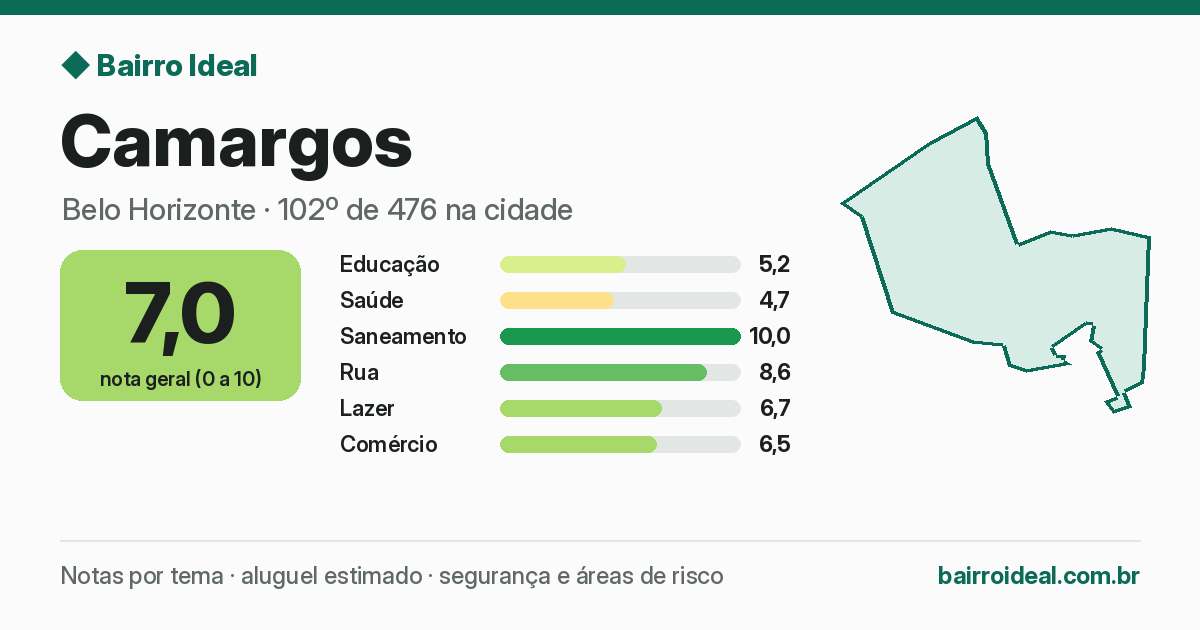 Bairro Ideal
Camargos
Belo Horizonte · 102º de 476 na cidade
7,0
nota geral (0 a 10)
Educação 5,2
Saúde 4,7
Saneamento 10,0
Rua 8,6
Lazer 6,7
Comércio 6,5
Notas por tema · aluguel estimado · segurança e áreas de risco
bairroideal.com.br